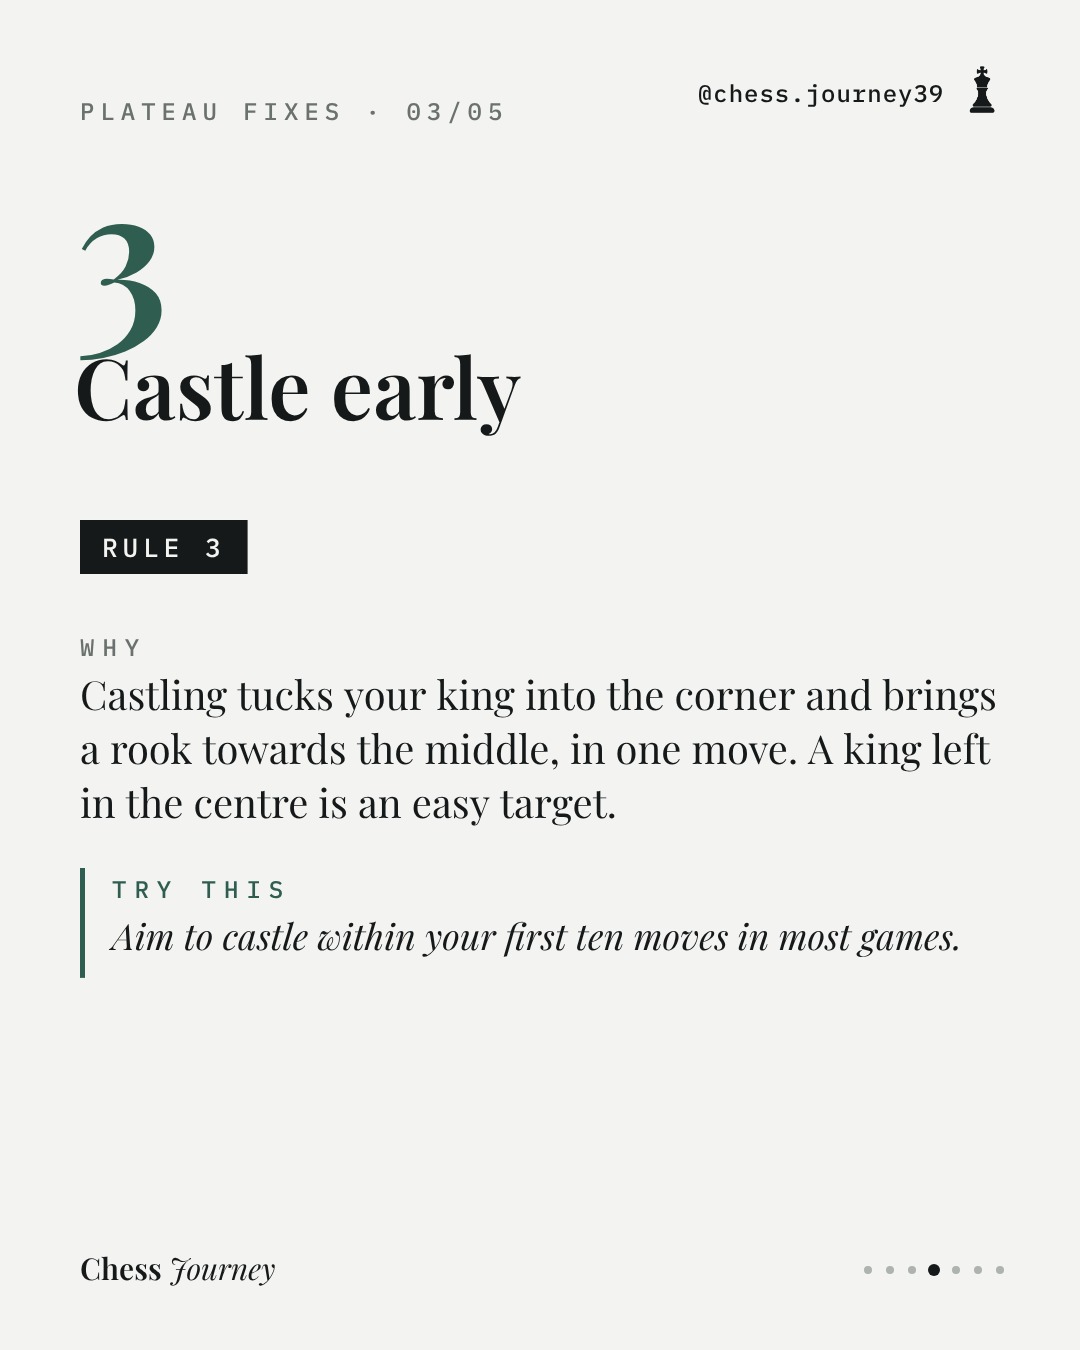 PLATEAU FIXES · 03/05
@chess.journey39
3
Castle early
RULE 3
WHY
Castling tucks your king into the corner and brings
a rook towards the middle, in one move. A king left
in the centre is an easy target.
TRY THIS
Aim to castle within your first ten moves in most games.
Chess Journey